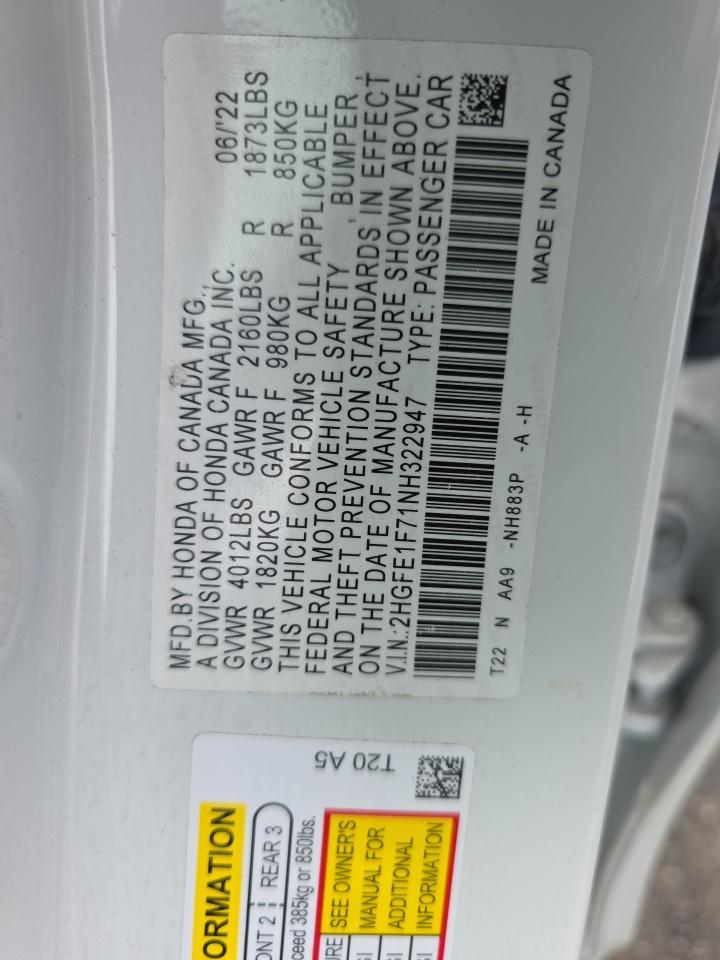 MFD.BY HONDA OF CANADA MFG.,
A DIVISION OF HONDA CANADA INC. 06/'22
GVWR 4012LBS GAWR F 2160LBS R 1873LBS
GVWR 1820KG GAWR F 980KG R 850KG
THIS VEHICLE CONFORMS TO ALL APPLICABLE
FEDERAL MOTOR VEHICLE SAFETY , BUMPER ,
AND THEFT PREVENTION STANDARDS IN EFFECT
ON THE DATE OF MANUFACTURE SHOWN ABOVE.
V.I.N.:2HGFE1F71NH322947 TYPE: PASSENGER CAR
T22 N AA9 -NH883P -A -H
MADE IN CANADA
T20 A5
ORMATION
ONT 2 REAR 3
ceed 385kg or 850lbs.
URE SEE OWNER'S
MANUAL FOR
ADDITIONAL
INFORMATION